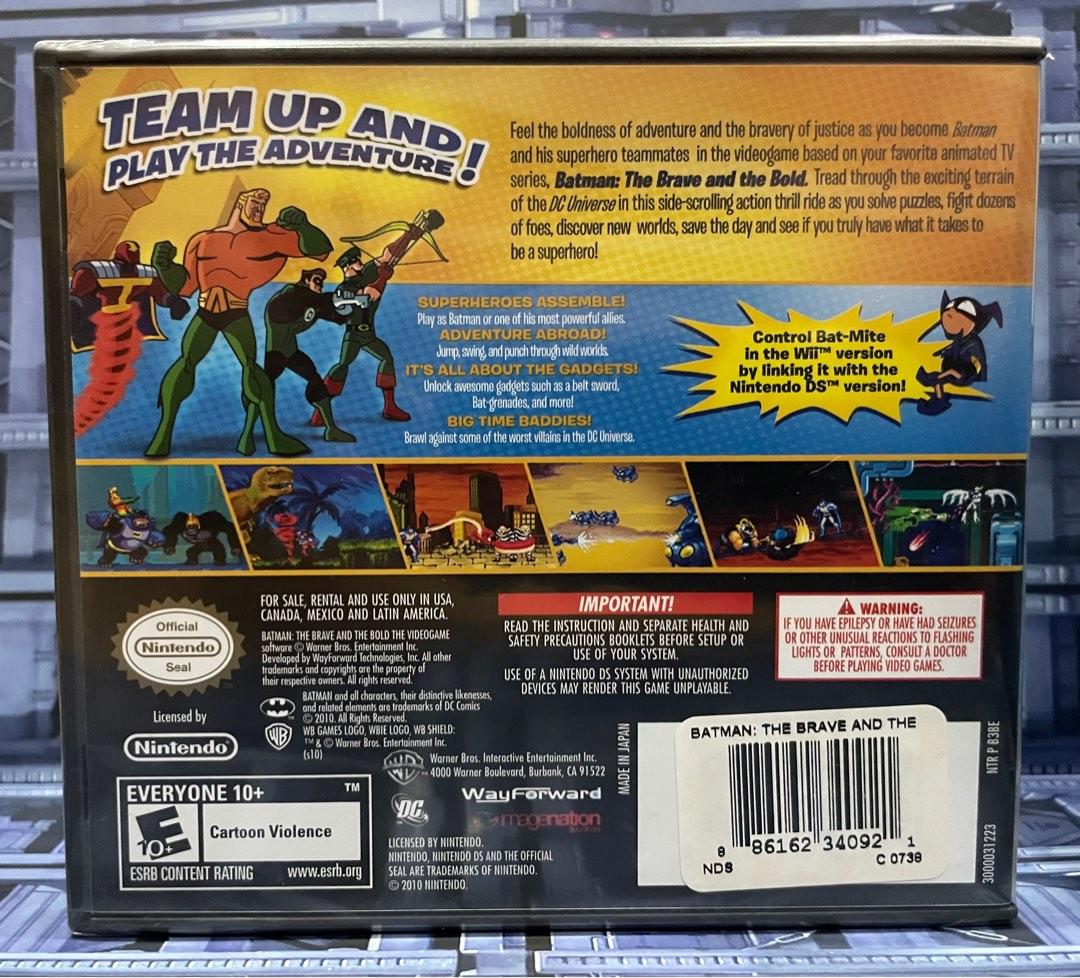 TEAM UP AND
PLAY THE ADVENTURE!
Feel the boldness of adventure and the bravery of justice as you become Batman
and his superhero teammates in the videogame based on your favorite animated TV
series, Batman: The Brave and the Bold. Tread through the exciting terrain
of the DC Universe in this side-scrolling action thrill ride as you solve puzzles, fight dozens
of foes, discover new worlds, save the day and see if you truly have what it takes to
be a superhero!
SUPERHEROES ASSEMBLE!
Play as Batman or one of his most powerful allies.
ADVENTURE ABROAD!
Jump, swing, and punch through wild worlds.
IT'S ALL ABOUT THE GADGETS!
Unlock awesome gadgets such as a belt sword,
Bat-grenades, and more!
BIG TIME BADDIES!
Brawl against some of the worst villains in the DC Universe.
Control Bat-Mite
in the Wii™ version
by linking it with the
Nintendo DS™ version!
Official
Nintendo
Seal
Licensed by
Nintendo
FOR SALE, RENTAL AND USE ONLY IN USA,
CANADA, MEXICO AND LATIN AMERICA.
BATMAN: THE BRAVE AND THE BOLD THE VIDEOGAME
software © Warner Bros. Entertainment Inc.
Developed by WayForward Technologies, Inc. All other
trademarks and copyrights are the property of
their respective owners. All rights reserved.
BATMAN and all characters, their distinctive likenesses,
and related elements are trademarks of DC Comics
© 2010. All Rights Reserved.
WB GAMES LOGO, WBIE LOGO, WB SHIELD:
™ & © Warner Bros. Entertainment Inc.
(s10)
IMPORTANT!
READ THE INSTRUCTION AND SEPARATE HEALTH AND
SAFETY PRECAUTIONS BOOKLETS BEFORE SETUP OR
USE OF YOUR SYSTEM.
USE OF A NINTENDO DS SYSTEM WITH UNAUTHORIZED
DEVICES MAY RENDER THIS GAME UNPLAYABLE.
WARNING:
IF YOU HAVE EPILEPSY OR HAVE HAD SEIZURES
OR OTHER UNUSUAL REACTIONS TO FLASHING
LIGHTS OR PATTERNS, CONSULT A DOCTOR
BEFORE PLAYING VIDEO GAMES.
Warner Bros. Interactive Entertainment Inc.
4000 Warner Boulevard, Burbank, CA 91522
WayForward
DC
imagenation
LICENSED BY NINTENDO.
NINTENDO, NINTENDO DS AND THE OFFICIAL
SEAL ARE TRADEMARKS OF NINTENDO.
© 2010 NINTENDO.
EVERYONE 10+ ™
E
10+
Cartoon Violence
ESRB CONTENT RATING www.esrb.org
MADE IN JAPAN
BATMAN: THE BRAVE AND THE
8 86162 34092 1
NDS C 0738
NTR P B3BE
3000031223